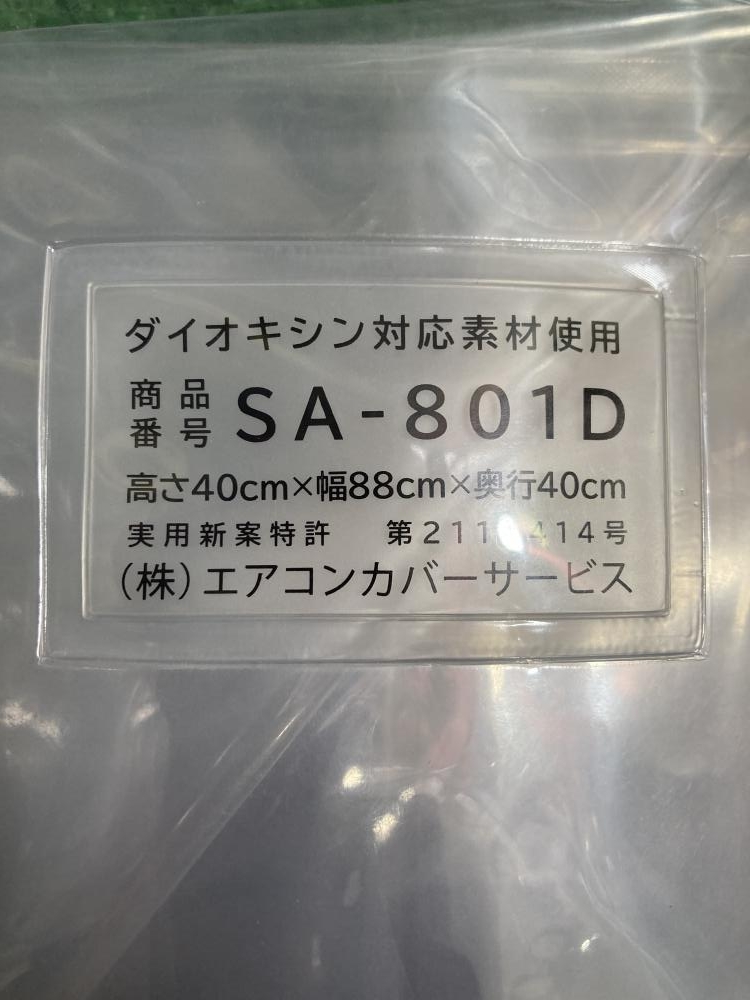 ダイオキシン対応素材使用
商品番号 SA-801D
高さ40cm×幅88cm×奥行40cm
実用新案特許 第
(株)エアコンカバーサービス